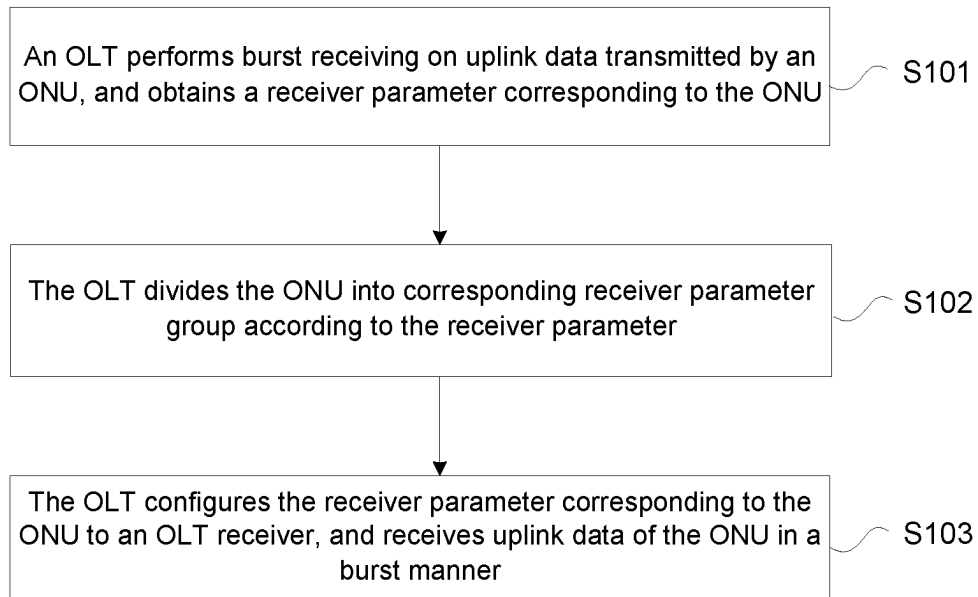 An OLT performs burst receiving on uplink data transmitted by an
ONU, and obtains a receiver parameter corresponding to the ONU
S101
The OLT divides the ONU into corresponding receiver parameter
group according to the receiver parameter
S102
The OLT configures the receiver parameter corresponding to the
ONU to an OLT receiver, and receives uplink data of the ONU in a
burst manner
S103